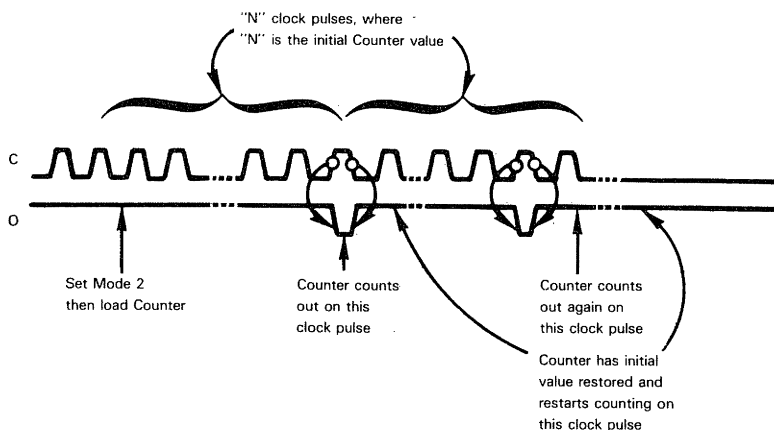 "N" clock pulses, where
"N" is the initial Counter value
C
O
Set Mode 2
then load Counter
Counter counts
out on this
clock pulse
Counter counts
out again on
this clock pulse
Counter has initial
value restored and
restarts counting on
this clock pulse